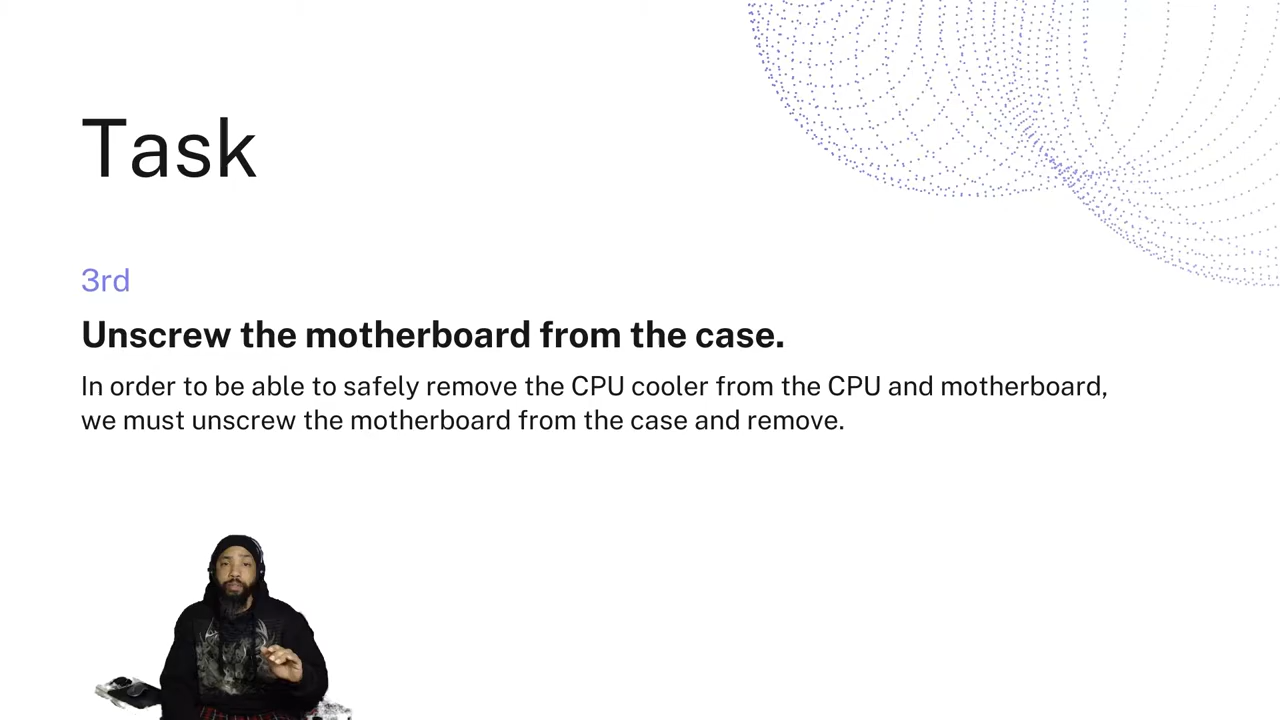 Task
3rd
Unscrew the motherboard from the case.
In order to be able to safely remove the CPU cooler from the CPU and motherboard,
we must unscrew the motherboard from the case and remove.